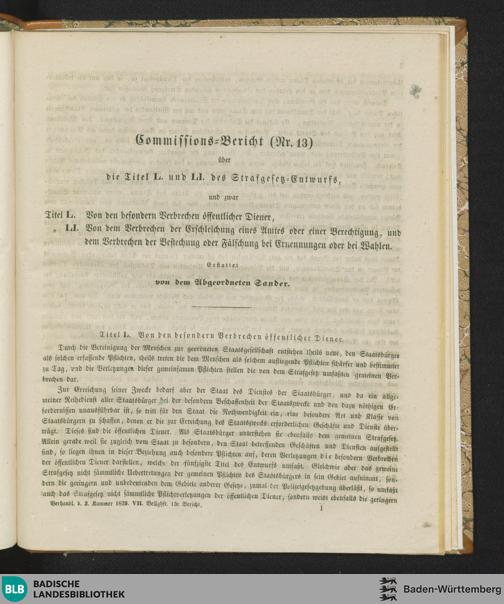 Commissions-Bericht (Nr. 13)
über
die Titel L. und LI. des Strafgesetz-Entwurfs,
und zwar
Titel L. Von den besondern Verbrechen öffentlicher Diener,
„ LI. Von dem Verbrechen der Erschleichung eines Amtes oder einer Berechtigung, und
dem Verbrechen der Bestechung oder Fälschung bei Ernennungen oder bei Wahlen.
Erstattet
von dem Abgeordneten Sander.
Titel L. Von den besondern Verbrechen öffentlicher Diener.
Durch die Vereinigung der Menschen zur geordneten Staatsgesellschaft entstehen theils neue, den Staatsbürger
als solchen erfassende Pflichten, theils treten die dem Menschen als solchem aufliegende Pflichten schärfer und bestimmter
zu Tag, und die Verletzungen dieser gemeinsamen Pflichten stellen die von dem Strafgesetz umfaßten gemeinen Ver-
brechen dar.
Zur Erreichung seiner Zwecke bedarf aber der Staat des Dienstes der Staatsbürger, und da ein allge-
meiner Reihedienst aller Staatsbürger bei der besondern Beschaffenheit der Staatszwecke und den dazu nöthigen Er-
fordernissen unausführbar ist, so tritt für den Staat die Nothwendigkeit ein, eine besondere Art und Klasse von
Staatsbürgern zu schaffen, denen er die zur Erreichung des Staatszwecks erforderlichen Geschäfte und Dienste über-
trägt. Dieses sind die öffentlichen Diener. Als Staatsbürger unterstehen sie ebenfalls dem gemeinen Strafgesetz.
Allein gerade weil sie zugleich vom Staat zu besondern, den Staat betreffenden Geschäften und Diensten aufgestellt
sind, so liegen ihnen in dieser Beziehung auch besondere Pflichten auf, deren Verletzungen die besondern Verbrechen
der öffentlichen Diener darstellen, welche der fünfzigste Titel des Entwurfs umfaßt. Gleichwie aber das gemeine
Strafgesetz nicht sämmtliche Uebertretungen der gemeinen Pflichten des Staatsbürgers in sein Gebiet aufnimmt, son-
dern die geringern und unbedeutenden dem Gebiete anderer Gesetze, zumal der Polizeigesetzgebung überläßt, so umfaßt
auch das Strafgesetz nicht sämmtliche Pflichtverletzungen der öffentlichen Diener, sondern weist ebenfalls die geringern
Verhandl. d. 2. Kammer 1839. VII. Beilghft. 13r Bericht. 1
BLB BADISCHE
LANDESBIBLIOTHEK
Baden-Württemberg